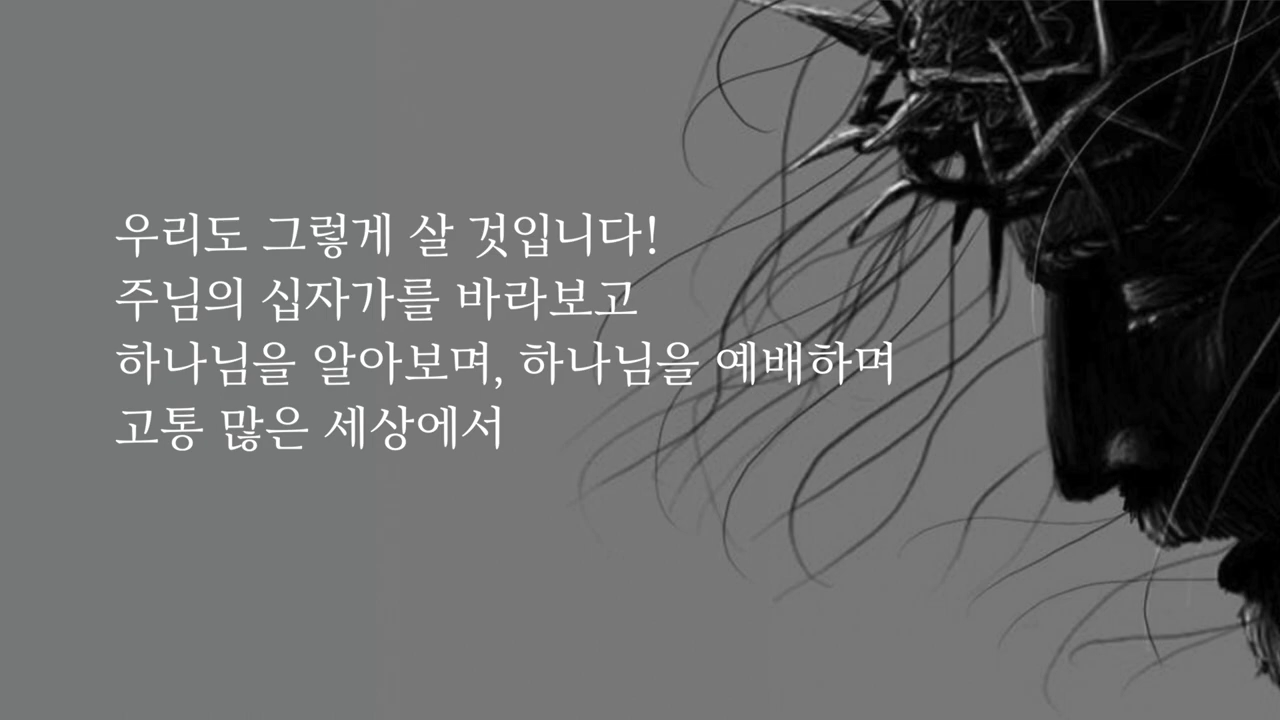 우리도 그렇게 살 것입니다!
주님의 십자가를 바라보고
하나님을 알아보며, 하나님을 예배하며
고통 많은 세상에서